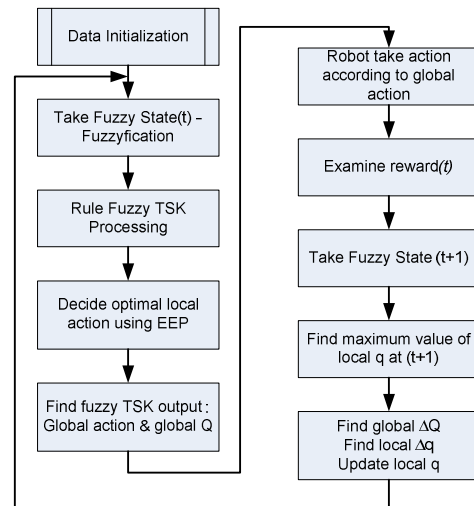 Data Initialization
Take Fuzzy State(t) –
Fuzzyfication
Rule Fuzzy TSK
Processing
Decide optimal local
action using EEP
Find fuzzy TSK output:
Global action & global Q
Robot take action
according to global
action
Examine reward(t)
Take Fuzzy State (t+1)
Find maximum value of
local q at (t+1)
Find global ΔQ
Find local Δq
Update local q